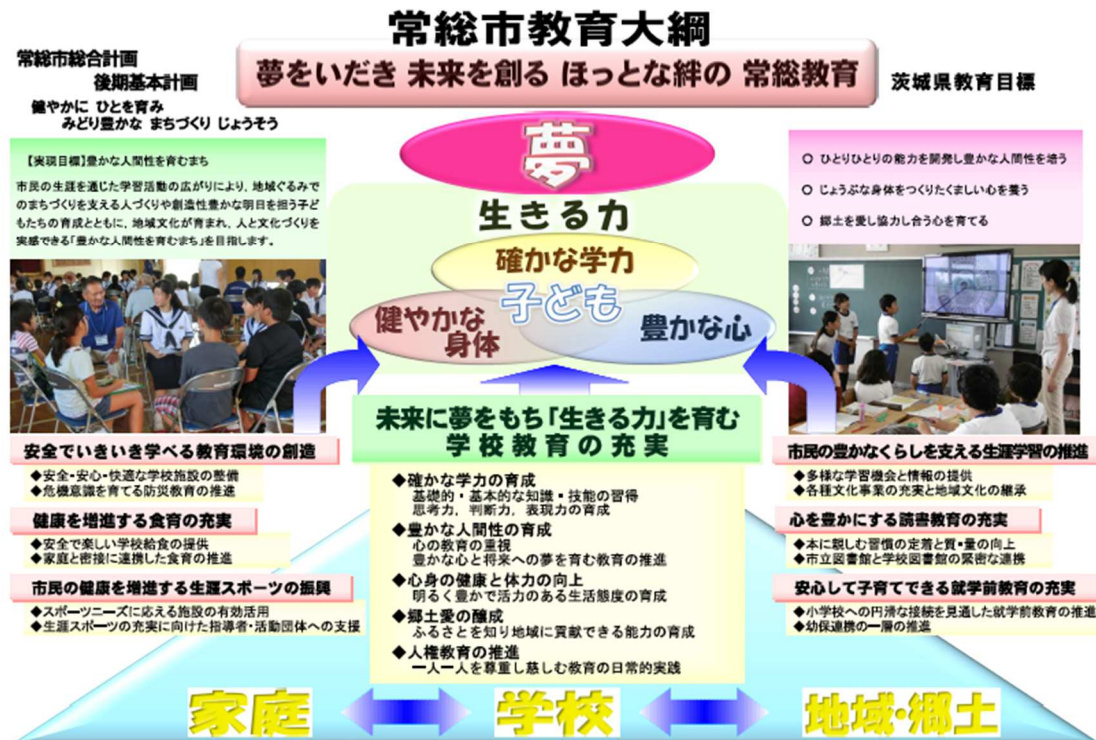 常総市教育大綱
夢をいだき 未来を創る ほっとな絆の 常総教育
常総市総合計画
後期基本計画
健やかに ひとを育み
みどり豊かな まちづくり じょうそう
【実現目標】豊かな人間性を育むまち
市民の生涯を通じた学習活動の広がりにより，地域ぐるみで
のまちづくりを支える人づくりや創造性豊かな明日を担う子ど
もたちの育成とともに，地域文化が育まれ，人と文化づくりを
実感できる「豊かな人間性を育むまち」を目指します。
茨城県教育目標
○ ひとりひとりの能力を開発し豊かな人間性を培う
○ じょうぶな身体をつくりたくましい心を養う
○ 郷土を愛し協力し合う心を育てる
夢
生きる力
確かな学力
子ども
健やかな
身体
豊かな心
安全でいきいき学べる教育環境の創造
◆安全・安心・快適な学校施設の整備
◆危機意識を育てる防災教育の推進
健康を増進する食育の充実
◆安全で楽しい学校給食の提供
◆家庭と密接に連携した食育の推進
市民の健康を増進する生涯スポーツの振興
◆スポーツニーズに応える施設の有効活用
◆生涯スポーツの充実に向けた指導者・活動団体への支援
未来に夢をもち「生きる力」を育む
学校教育の充実
◆確かな学力の育成
基礎的・基本的な知識・技能の習得
思考力，判断力，表現力の育成
◆豊かな人間性の育成
心の教育の重視
豊かな心と将来への夢を育む教育の推進
◆心身の健康と体力の向上
明るく豊かで活力のある生活態度の育成
◆郷土愛の醸成
ふるさとを知り地域に貢献できる能力の育成
◆人権教育の推進
一人一人を尊重し慈しむ教育の日常的実践
市民の豊かなくらしを支える生涯学習の推進
◆多様な学習機会と情報の提供
◆各種文化事業の充実と地域文化の継承
心を豊かにする読書教育の充実
◆本に親しむ習慣の定着と質・量の向上
◆市立図書館と学校図書館の緊密な連携
安心して子育てできる就学前教育の充実
◆小学校への円滑な接続を見通した就学前教育の推進
◆幼保連携の一層の推進
家庭
学校
地域・郷土